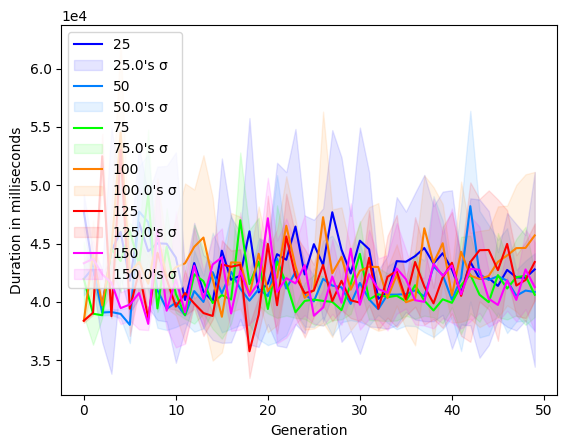 1e4
6.0
5.5
5.0
4.5
4.0
3.5
Duration in milliseconds
25
25.0's σ
50
50.0's σ
75
75.0's σ
100
100.0's σ
125
125.0's σ
150
150.0's σ
0
10
20
30
40
50
Generation